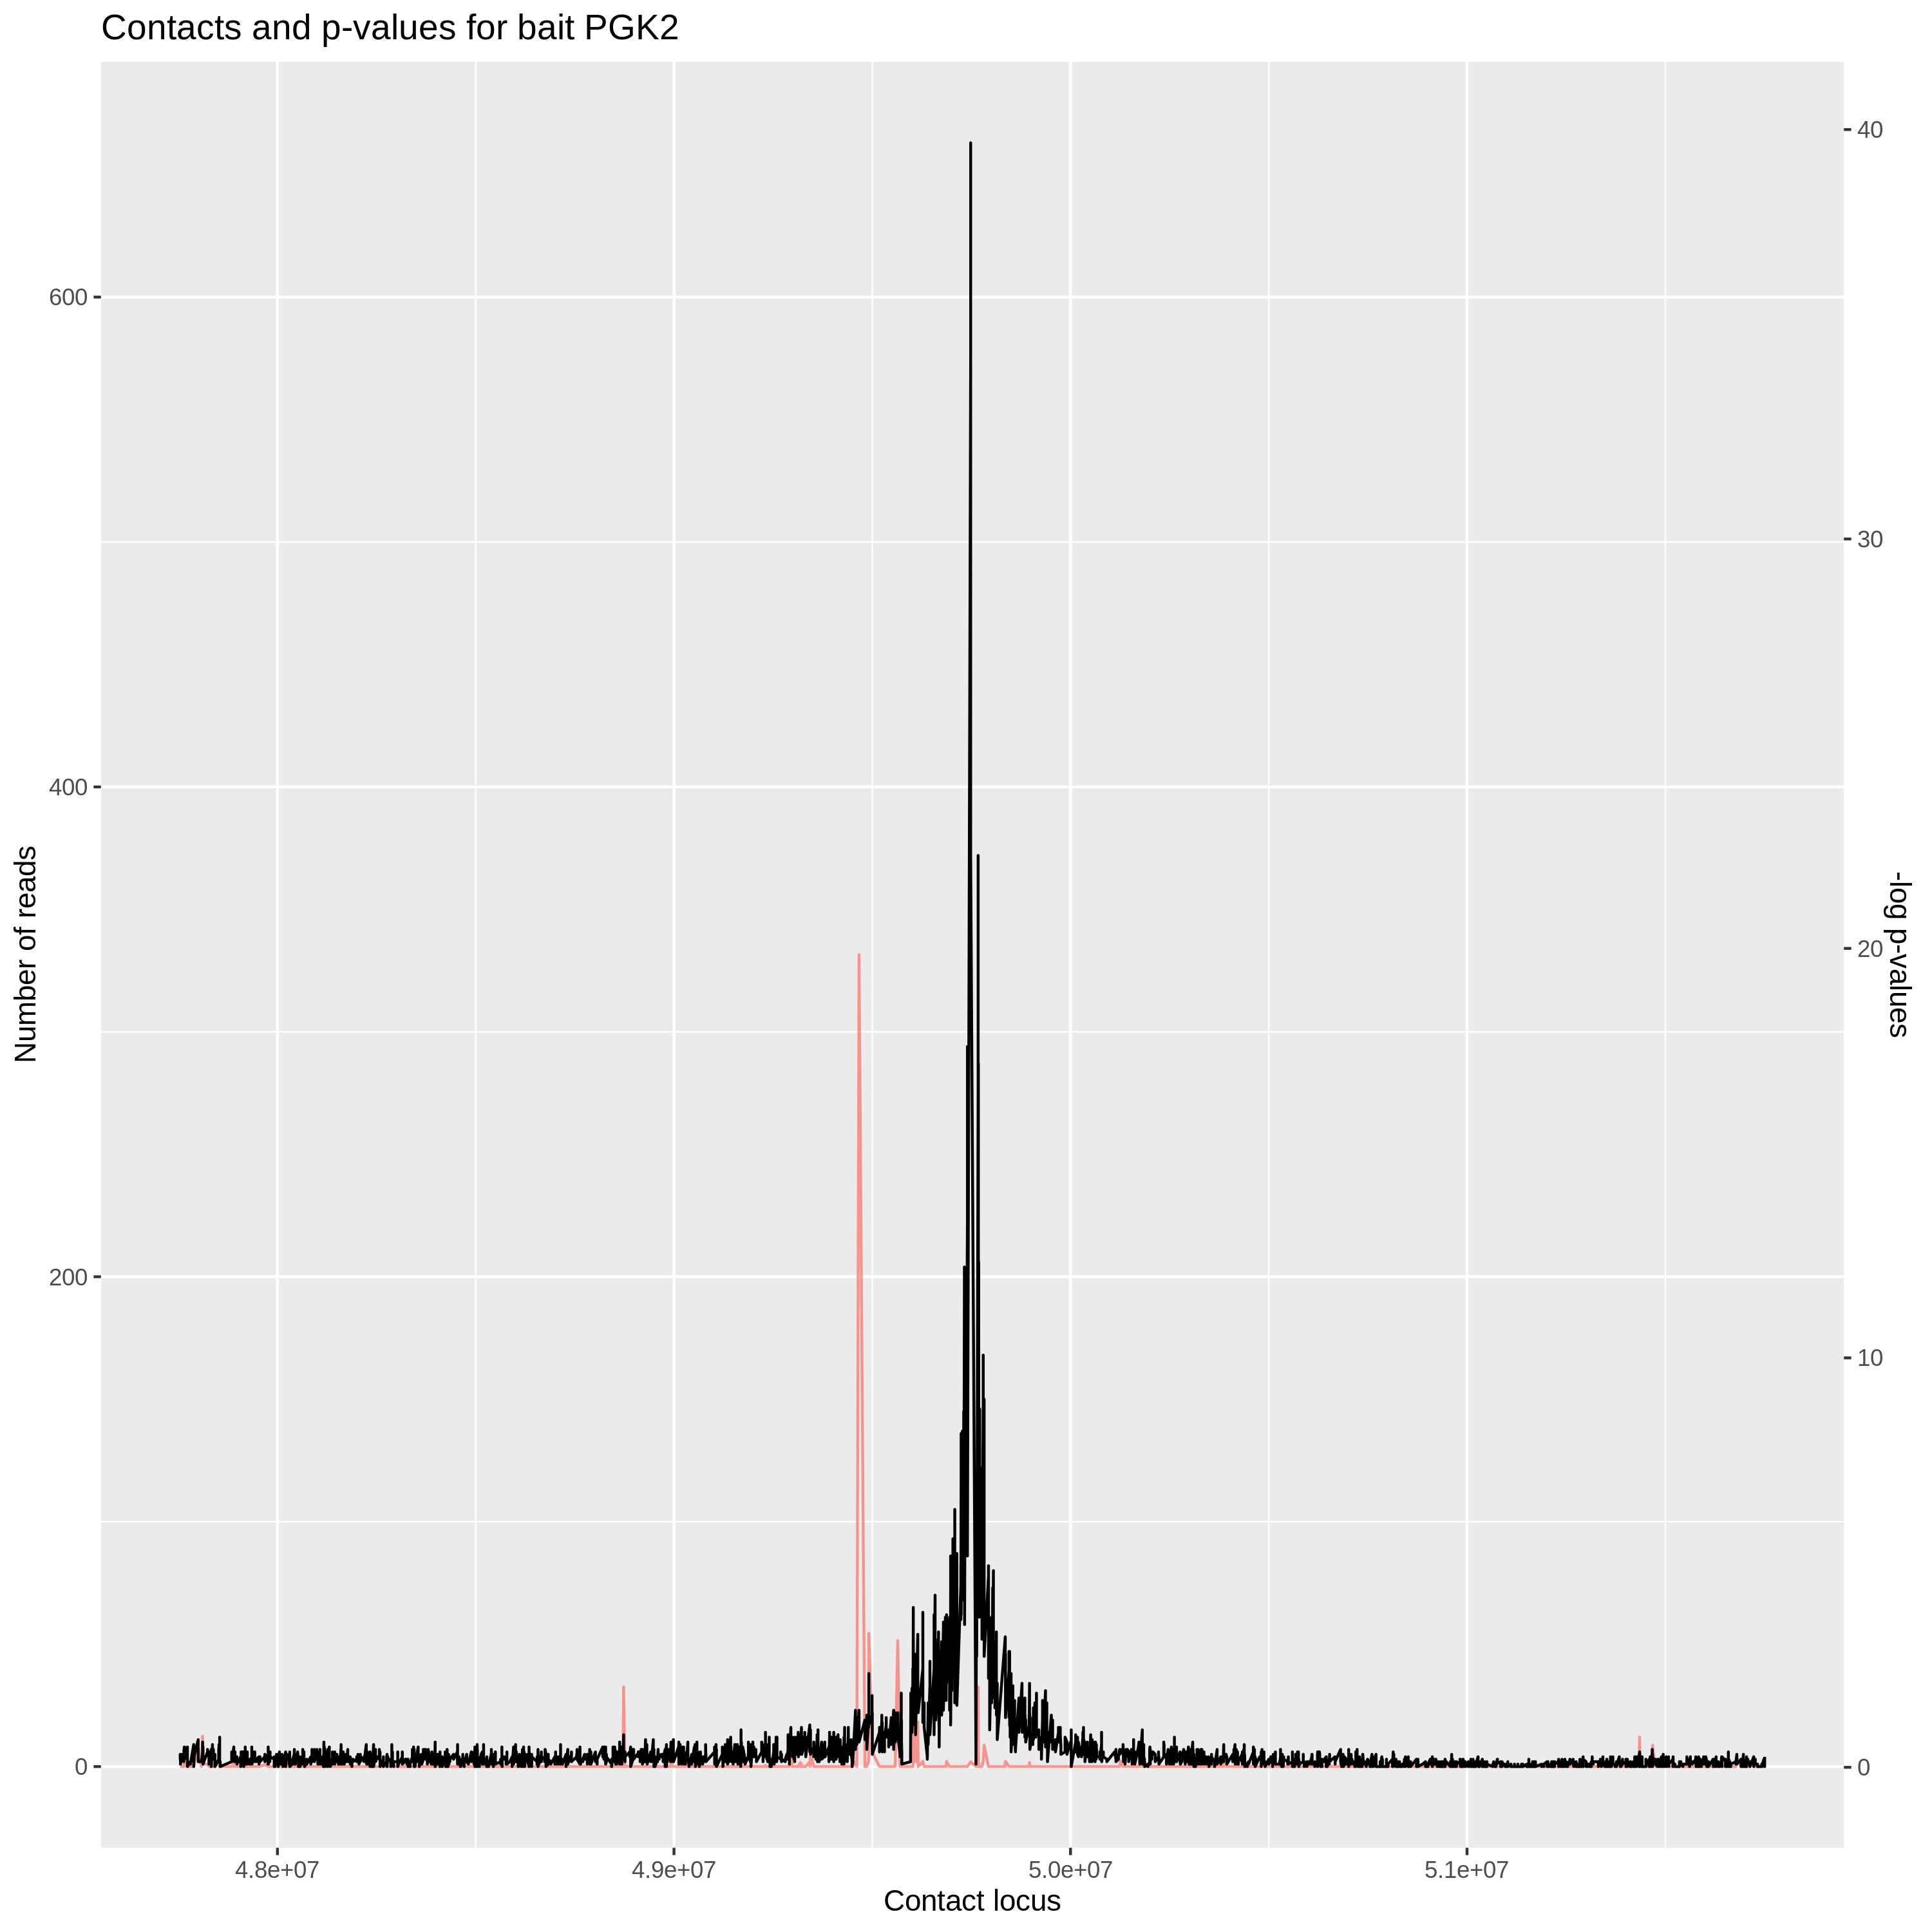 Contacts and p-values for bait PGK2
Number of reads
600
400
200
0
40
30
20
10
0
-log p-values
4.8e+07
4.9e+07
5.0e+07
5.1e+07
Contact locus